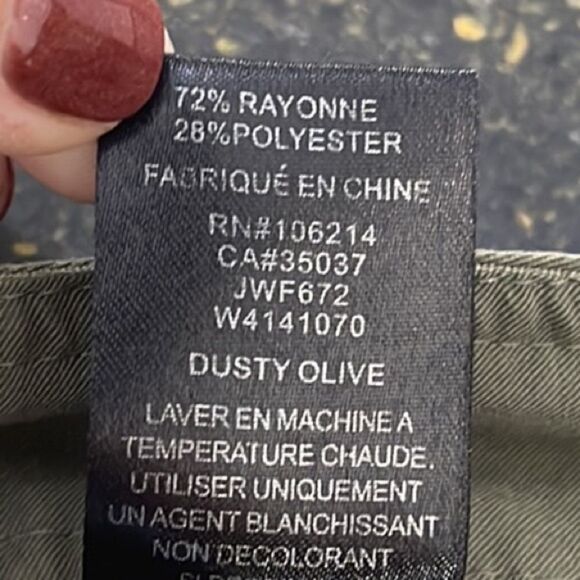 72% RAYONNE
28%POLYESTER
FABRIQUÉ EN CHINE
RN#106214
CA#35037
JWF672
W4141070
DUSTY OLIVE
LAVER EN MACHINE A
TEMPERATURE CHAUDE.
UTILISER UNIQUEMENT
UN AGENT BLANCHISSANT
NON DECOLORANT